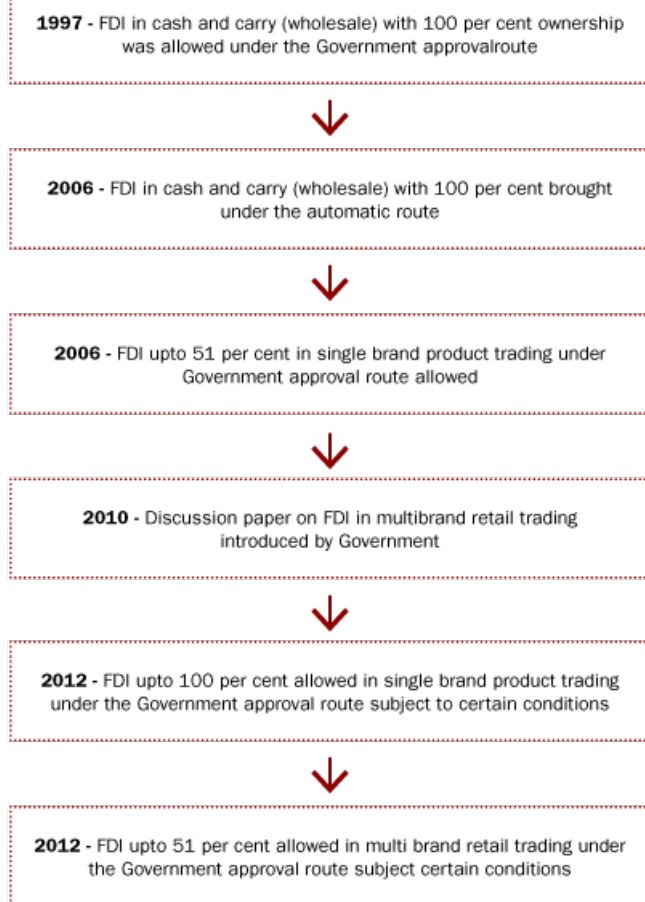 1997 - FDI in cash and carry (wholesale) with 100 per cent ownership
was allowed under the Government approvalroute
2006 - FDI in cash and carry (wholesale) with 100 per cent brought
under the automatic route
2006 - FDI upto 51 per cent in single brand product trading under
Government approval route allowed
2010 - Discussion paper on FDI in multibrand retail trading
introduced by Government
2012 - FDI upto 100 per cent allowed in single brand product trading
under the Government approval route subject to certain conditions
2012 - FDI upto 51 per cent allowed in multi brand retail trading under
the Government approval route subject certain conditions